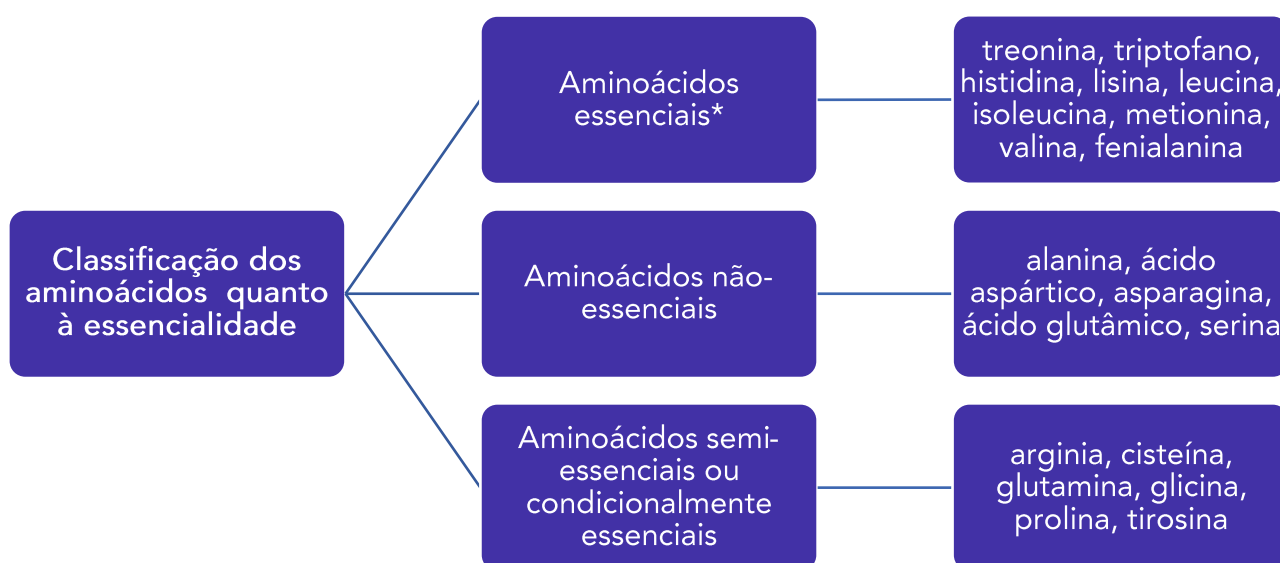 Classificação dos
aminoácidos quanto
à essencialidade
Aminoácidos
essenciais*
treonina, triptofano,
histidina, lisina, leucina,
isoleucina, metionina,
valina, fenialanina
Aminoácidos não-
essenciais
alanina, ácido
aspártico, asparagina,
ácido glutâmico, serina
Aminoácidos semi-
essenciais ou
condicionalmente
essenciais
arginia, cisteína,
glutamina, glicina,
prolina, tirosina